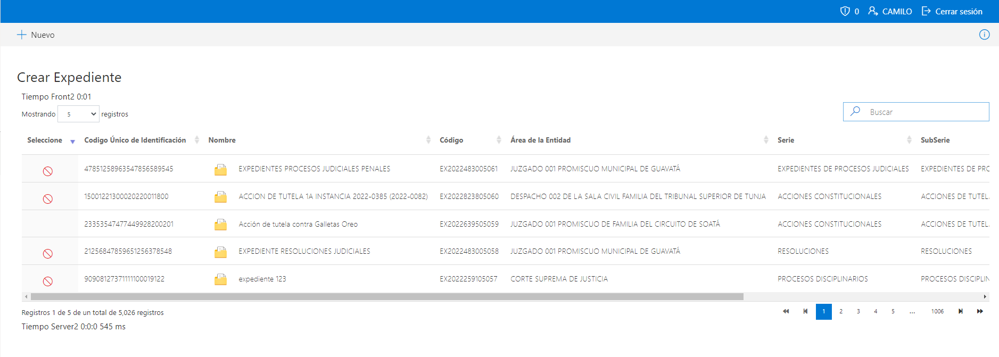 0 CAMILO Cerrar sesión
Nuevo
Crear Expediente
Tiempo Front2 0:01
Mostrando 5 registros
Buscar
Seleccione Codigo Único de Identificación Nombre Código Área de la Entidad Serie SubSerie
47851258963547856589545 EXPEDIENTES PROCESOS JUDICIALES PENALES EX2022483005061 JUZGADO 001 PROMISCUO MUNICIPAL DE GUAVATÁ EXPEDIENTES DE PROCESOS JUDICIALES EXPEDIENTES DE PRC
15001221300020220011800 ACCION DE TUTELA 1A INSTANCIA 2022-0385 (2022-0082) EX2022823805060 DESPACHO 002 DE LA SALA CIVIL FAMILIA DEL TRIBUNAL SUPERIOR DE TUNJA ACCIONES CONSTITUCIONALES ACCIONES DE TUTEL
23353547477449928200201 Acción de tutela contra Galletas Oreo EX2022639505059 JUZGADO 001 PROMISCUO DE FAMILIA DEL CIRCUITO DE SOATÁ ACCIONES CONSTITUCIONALES ACCIONES DE TUTEL
21256847859651256378548 EXPEDIENTE RESOLUCIONES JUDICIALES EX2022483005058 JUZGADO 001 PROMISCUO MUNICIPAL DE GUAVATÁ RESOLUCIONES RESOLUCIONES
90908127371111100019122 expediente 123 EX2022259105057 CORTE SUPREMA DE JUSTICIA PROCESOS DISCIPLINARIOS PROCESOS DISCIPLIN
Registros 1 de 5 de un total de 5,026 registros
1 2 3 4 5 ... 1006
Tiempo Server2 0:0:0 545 ms